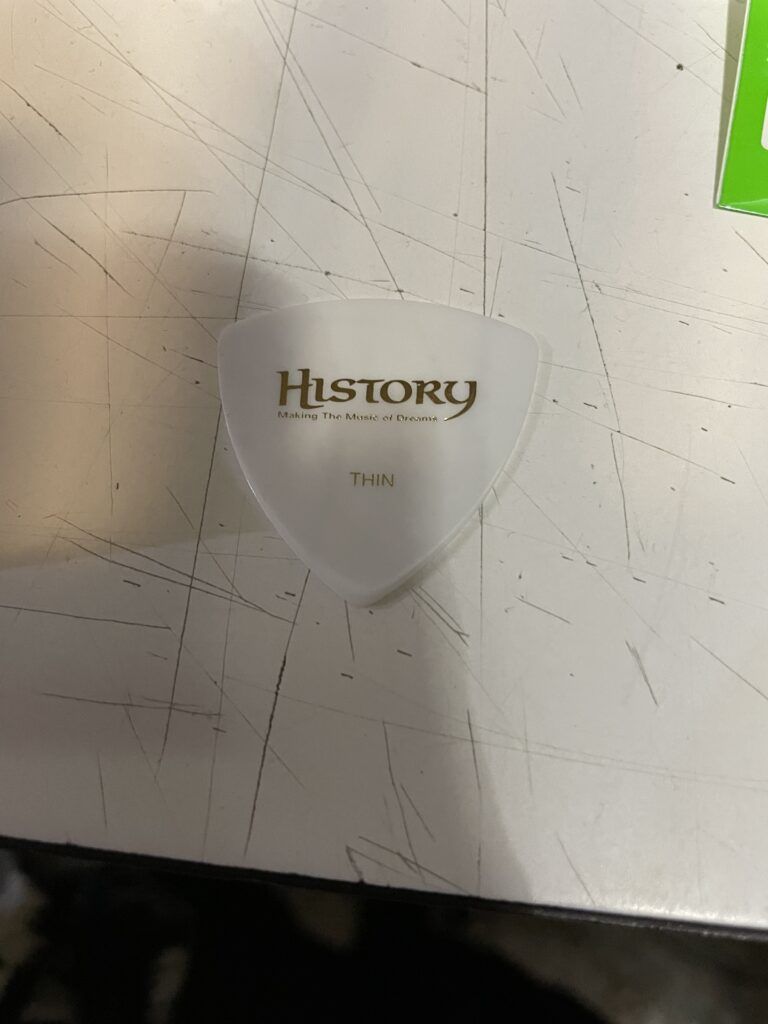 HISTORY
Making The Music of Dreams
THIN